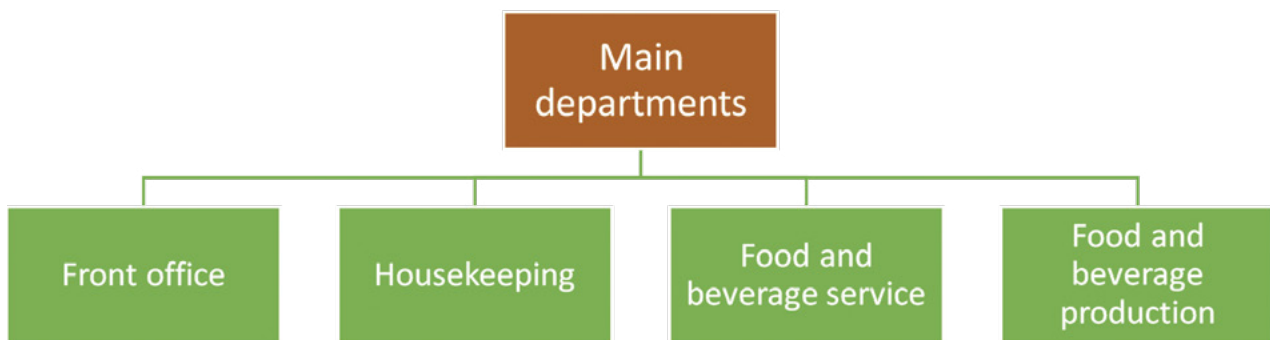 Main
departments
Front office
Housekeeping
Food and
beverage service
Food and
beverage
production